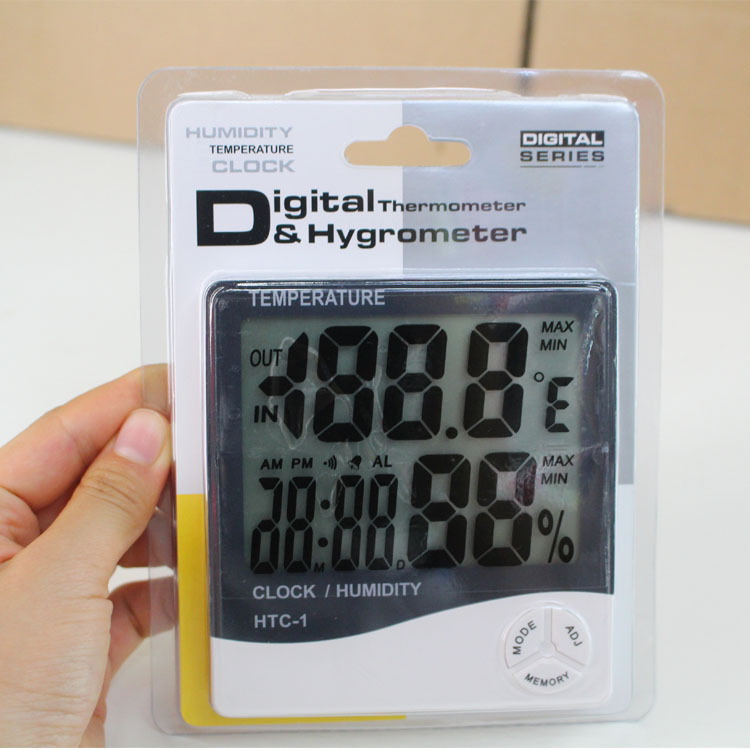 HUMIDITY
TEMPERATURE
CLOCK
DIGITAL
SERIES
Digital Thermometer
& Hygrometer
TEMPERATURE
OUT
IN
188.8
MAX
MIN
°E
AM PM AL
28:88
M D
88
MAX
MIN
%
CLOCK / HUMIDITY
HTC-1
MODE
ADJ
MEMORY